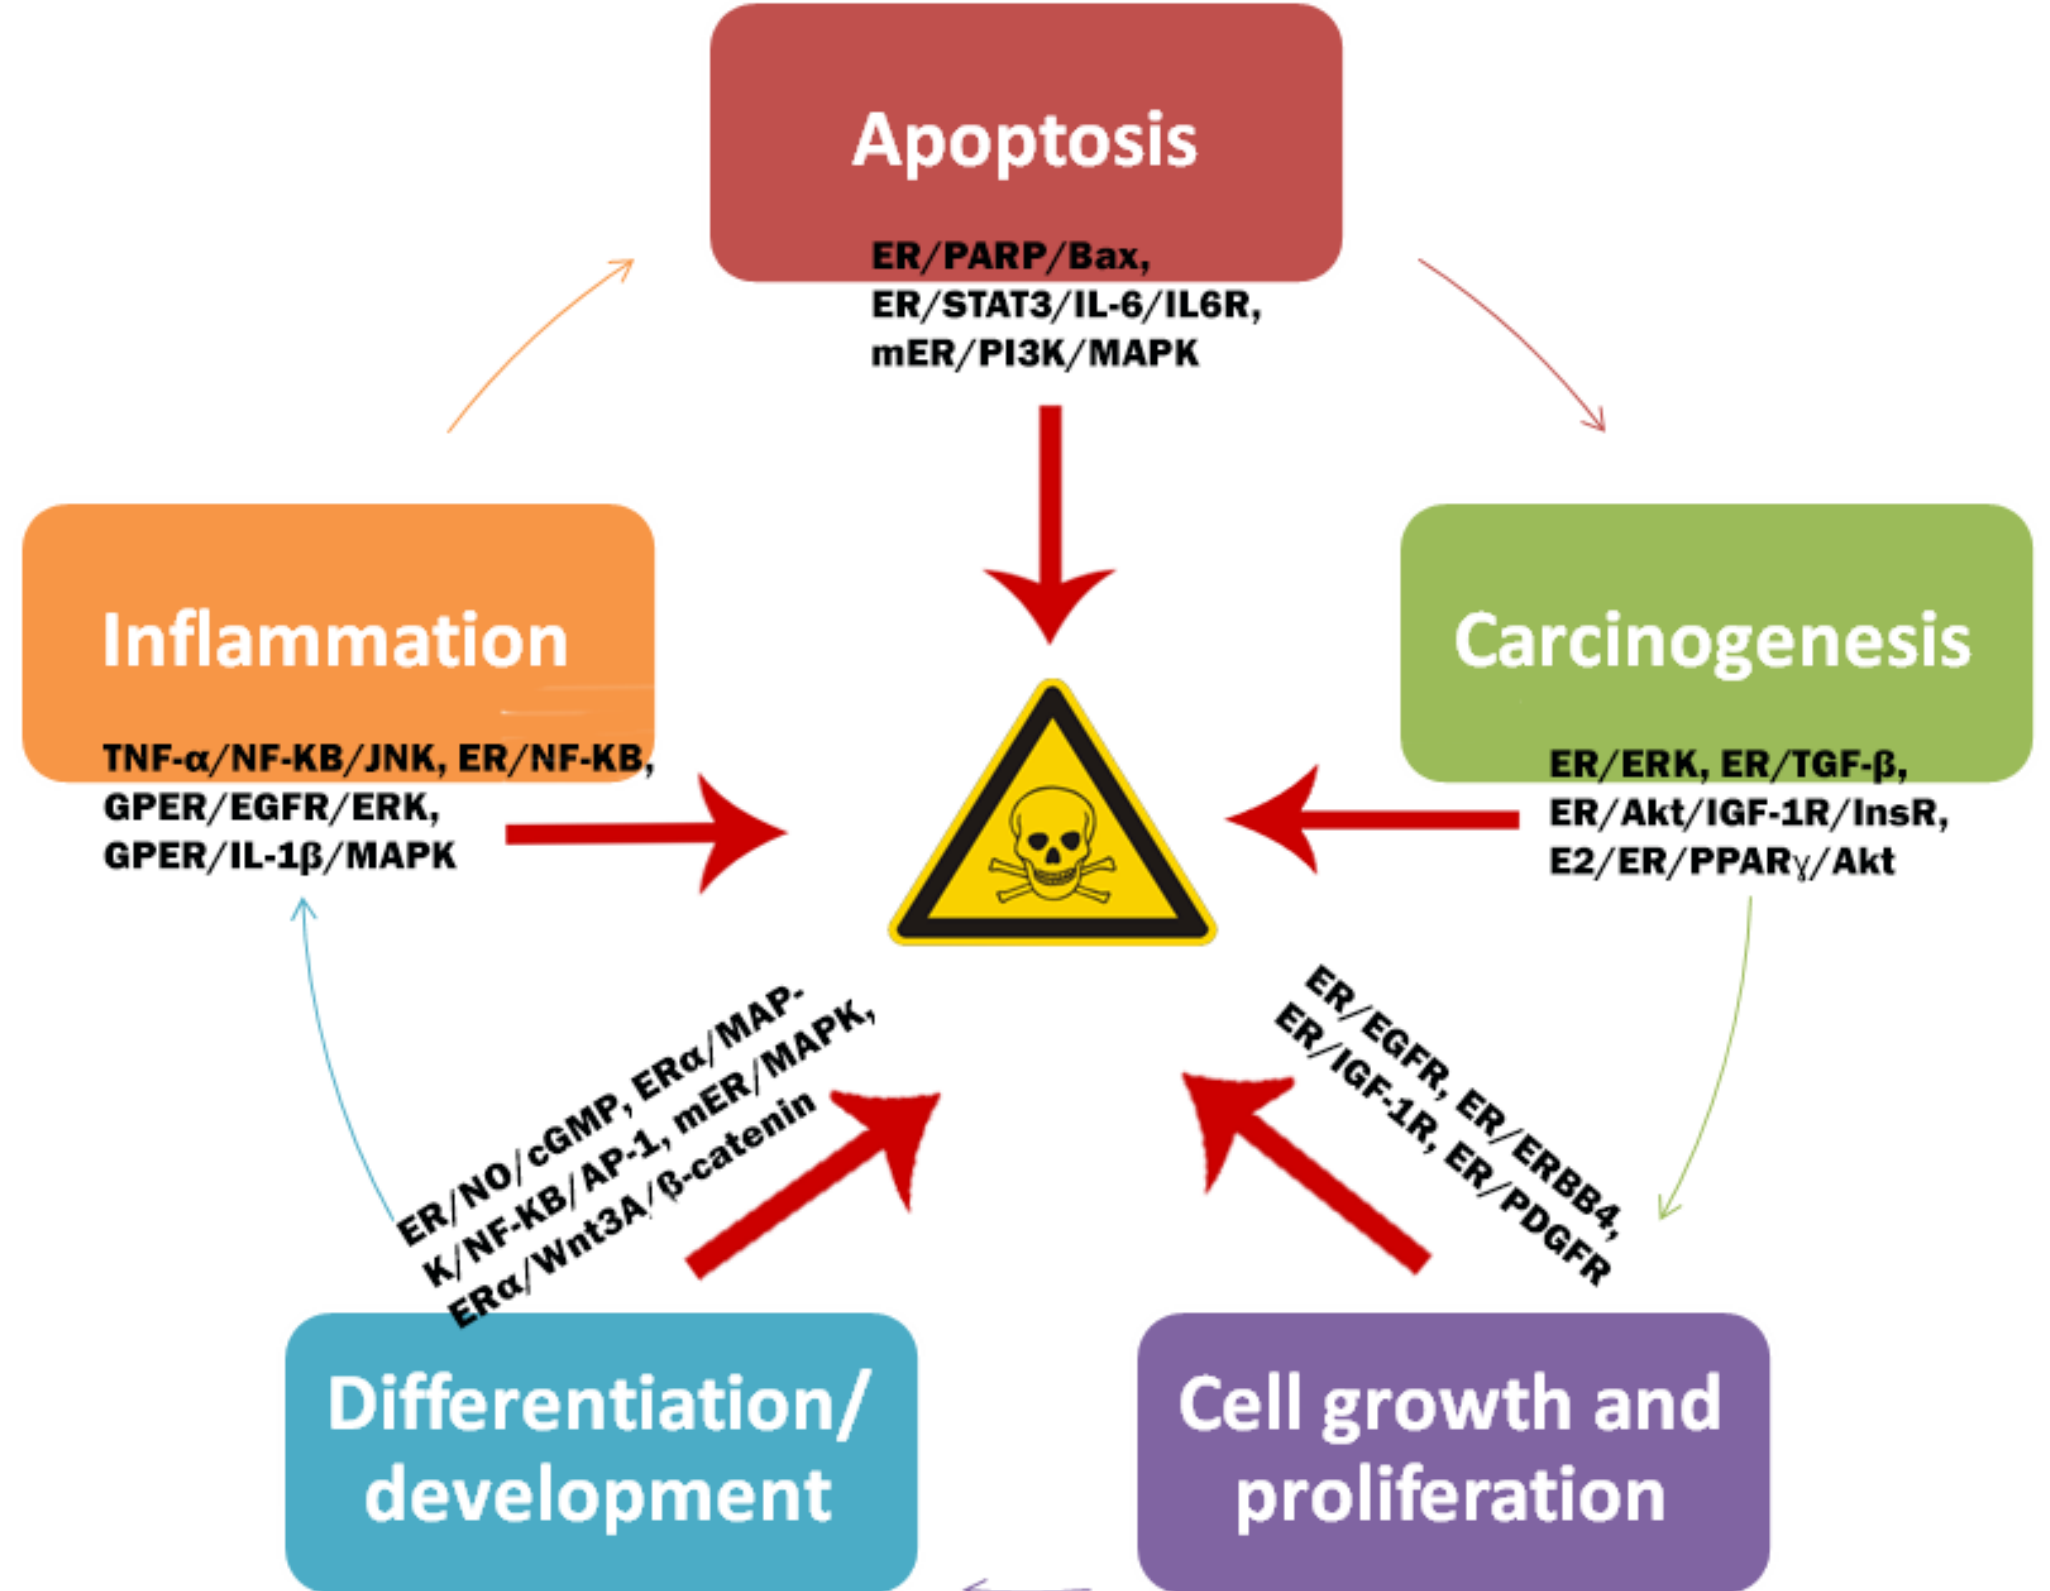 Apoptosis
ER/PARP/Bax,
ER/STAT3/IL-6/IL6R,
mER/PI3K/MAPK
Inflammation
TNF-α/NF-KB/JNK, ER/NF-KB,
GPER/EGFR/ERK,
GPER/IL-1β/MAPK
Carcinogenesis
ER/ERK, ER/TGF-β,
ER/Akt/IGF-1R/InsR,
E2/ER/PPARɣ/Akt
ER/NO/cGMP, ERα/MAP-
K/NF-KB/AP-1, mER/MAPK,
ERα/Wnt3A/β-catenin
Differentiation/
development
ER/EGFR, ER/ERBB4,
ER/IGF-1R, ER/PDGFR
Cell growth and
proliferation